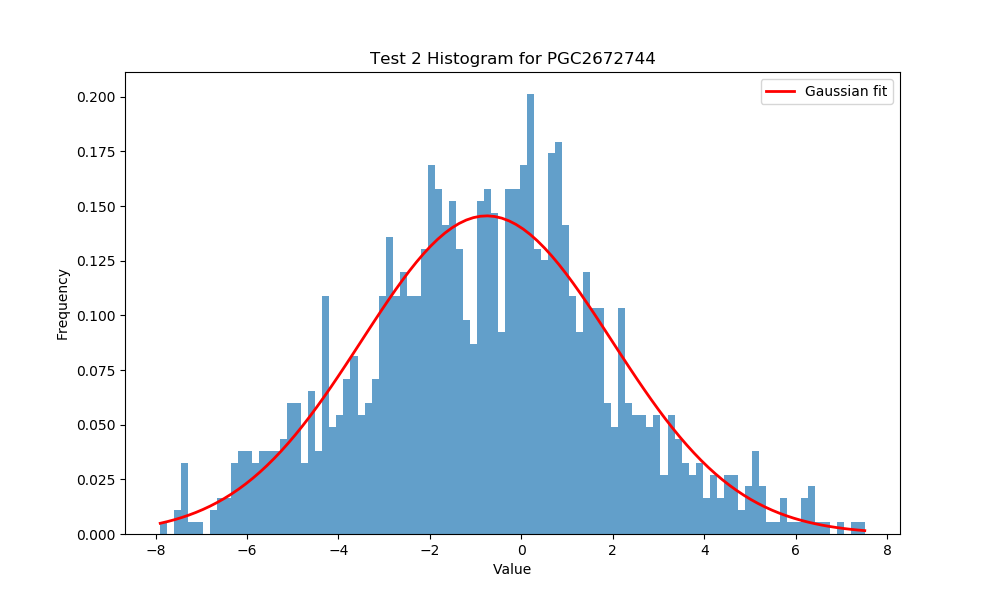 Test 2 Histogram for PGC2672744
Gaussian fit
0.200
0.175
0.150
0.125
0.100
0.075
0.050
0.025
0.000
Frequency
−8 −6 −4 −2 0 2 4 6 8
Value